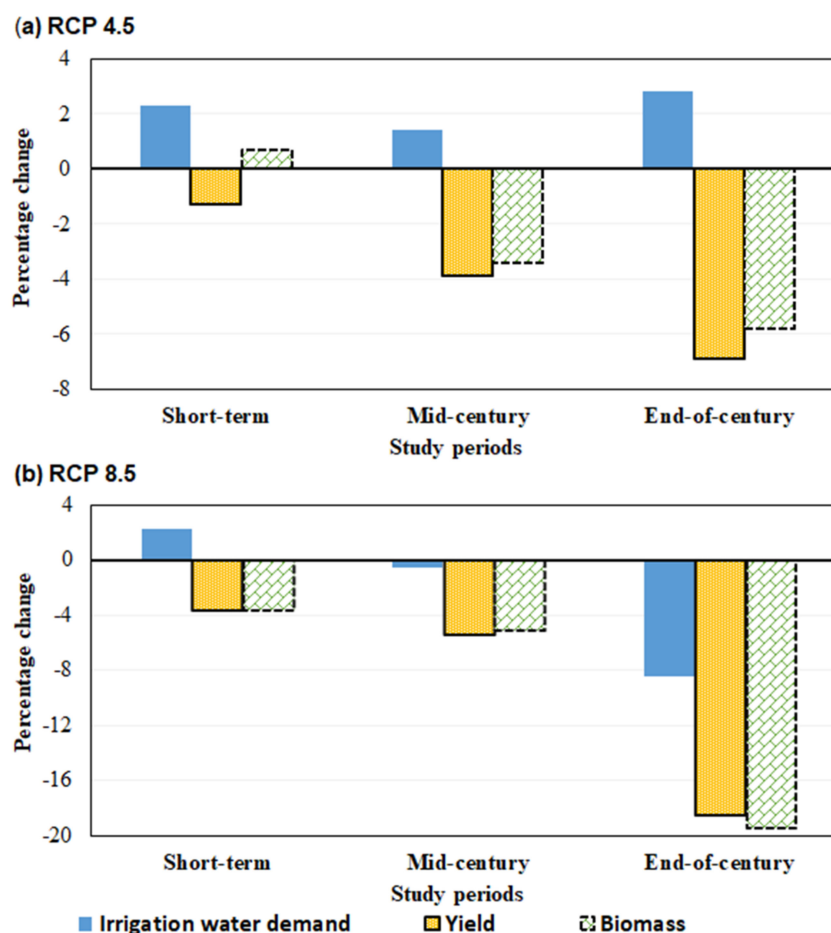 (a) RCP 4.5
Percentage change
4
2
0
-2
-4
-6
-8
Short-term Mid-century End-of-century
Study periods
(b) RCP 8.5
Percentage change
4
0
-4
-8
-12
-16
-20
Short-term Mid-century End-of-century
Study periods
Irrigation water demand Yield Biomass